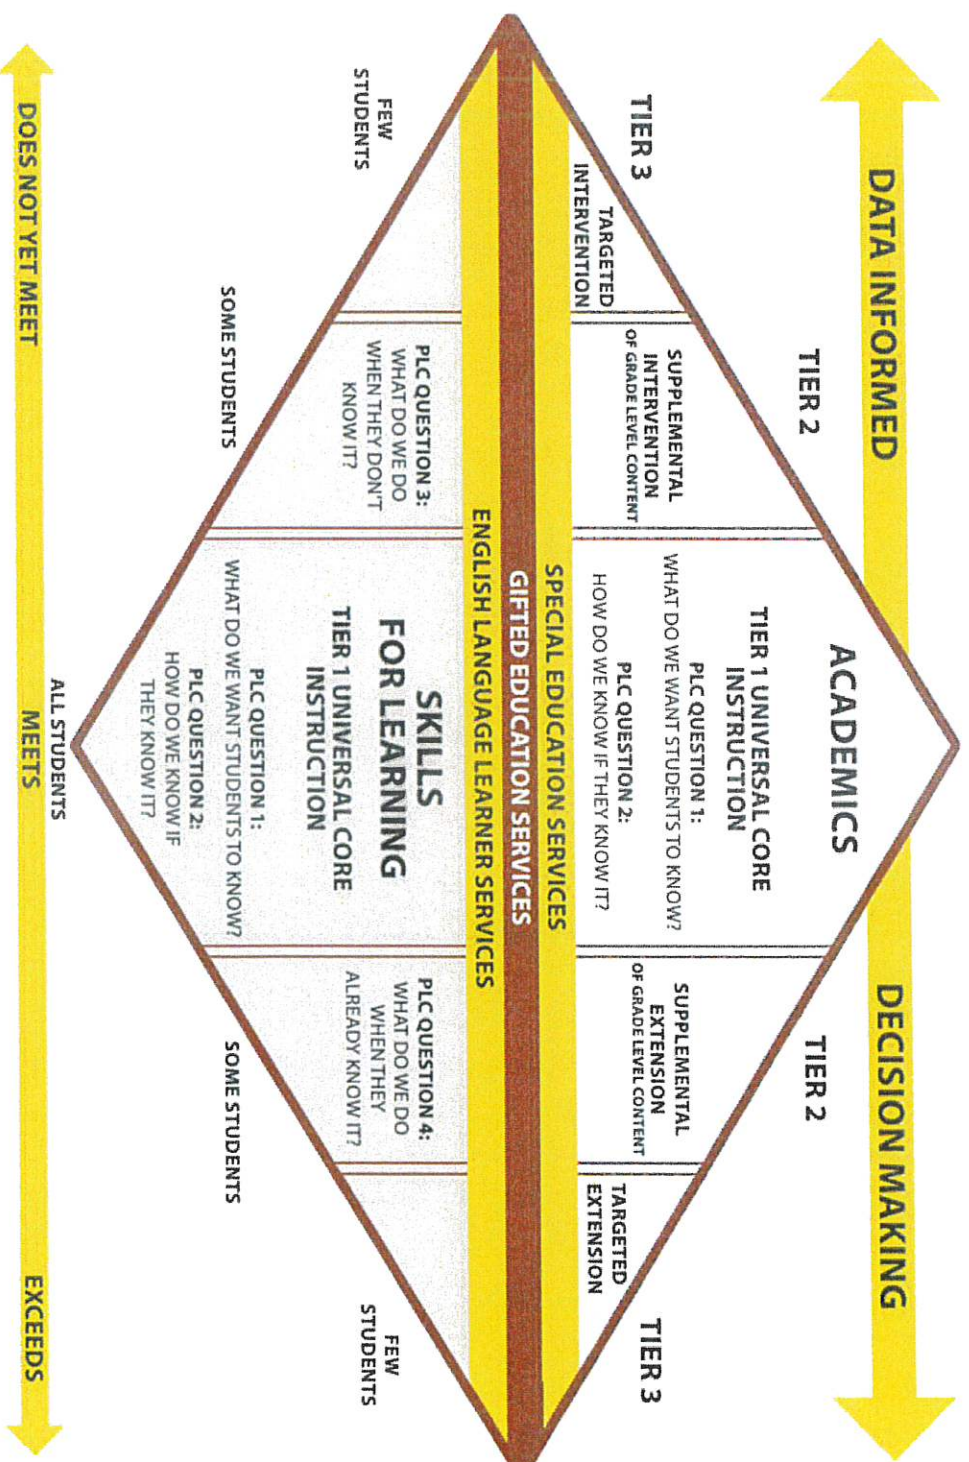 DATA INFORMED
DECISION MAKING
TIER 3
TIER 2
TIER 2
TIER 3
ACADEMICS
TIER 1 UNIVERSAL CORE
INSTRUCTION
PLC QUESTION 1:
WHAT DO WE WANT STUDENTS TO KNOW?
PLC QUESTION 2:
HOW DO WE KNOW IF THEY KNOW IT?
TARGETED
INTERVENTION
SUPPLEMENTAL
INTERVENTION
OF GRADE LEVEL CONTENT
SUPPLEMENTAL
EXTENSION
OF GRADE LEVEL CONTENT
TARGETED
EXTENSION
SPECIAL EDUCATION SERVICES
GIFTED EDUCATION SERVICES
ENGLISH LANGUAGE LEARNER SERVICES
PLC QUESTION 3:
WHAT DO WE DO
WHEN THEY DON'T
KNOW IT?
SKILLS
FOR LEARNING
TIER 1 UNIVERSAL CORE
INSTRUCTION
PLC QUESTION 1:
WHAT DO WE WANT STUDENTS TO KNOW?
PLC QUESTION 2:
HOW DO WE KNOW IF
THEY KNOW IT?
PLC QUESTION 4:
WHAT DO WE DO
WHEN THEY
ALREADY KNOW IT?
FEW
STUDENTS
SOME STUDENTS
ALL STUDENTS
SOME STUDENTS
FEW
STUDENTS
DOES NOT YET MEET
MEETS
EXCEEDS